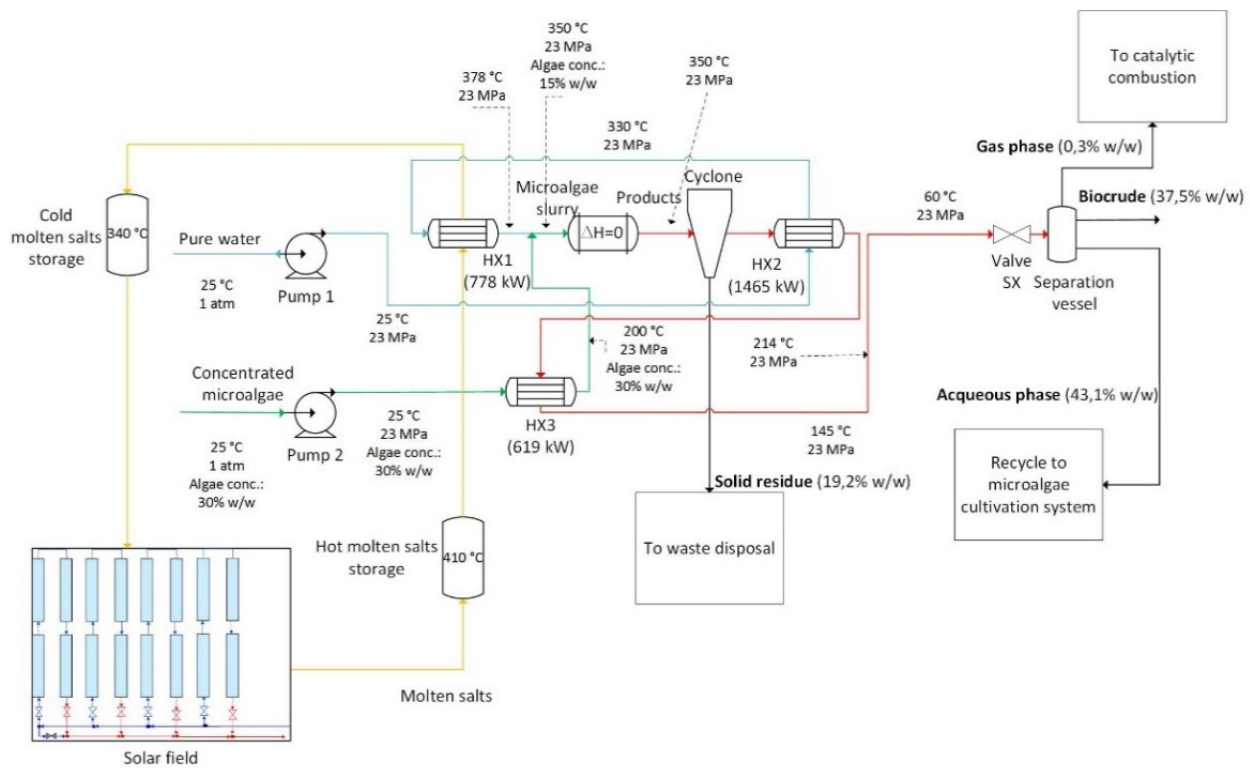 350 °C
23 MPa
Algae conc.:
15% w/w
378 °C
23 MPa
350 °C
23 MPa
To catalytic
combustion
330 °C
23 MPa
Gas phase (0,3% w/w)
Cyclone
Microalgae
slurry
Products
60 °C
23 MPa
Biocrude (37,5% w/w)
Cold
molten salts
storage
340 °C
Pure water
ΔH=0
HX1
(778 kW)
HX2
(1465 kW)
Valve
SX
Separation
vessel
25 °C
1 atm
Pump 1
25 °C
23 MPa
200 °C
23 MPa
Algae conc.:
30% w/w
214 °C
23 MPa
Concentrated
microalgae
Acqueous phase (43,1% w/w)
25 °C
1 atm
Algae conc.:
30% w/w
Pump 2
25 °C
23 MPa
Algae conc.:
30% w/w
HX3
(619 kW)
145 °C
23 MPa
Recycle to
microalgae
cultivation system
Solid residue (19,2% w/w)
To waste disposal
Hot molten salts
storage
410 °C
Molten salts
Solar field